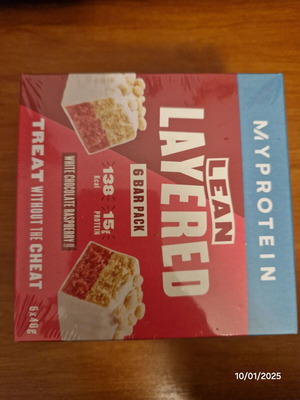 MYPROTEIN
LEAN
LAYERED
6 BAR PACK
138 15g
Kcal PROTEIN
WHITE CHOCOLATE RASPBERRY
TREAT WITHOUT THE CHEAT
6x40g
10/01/2025